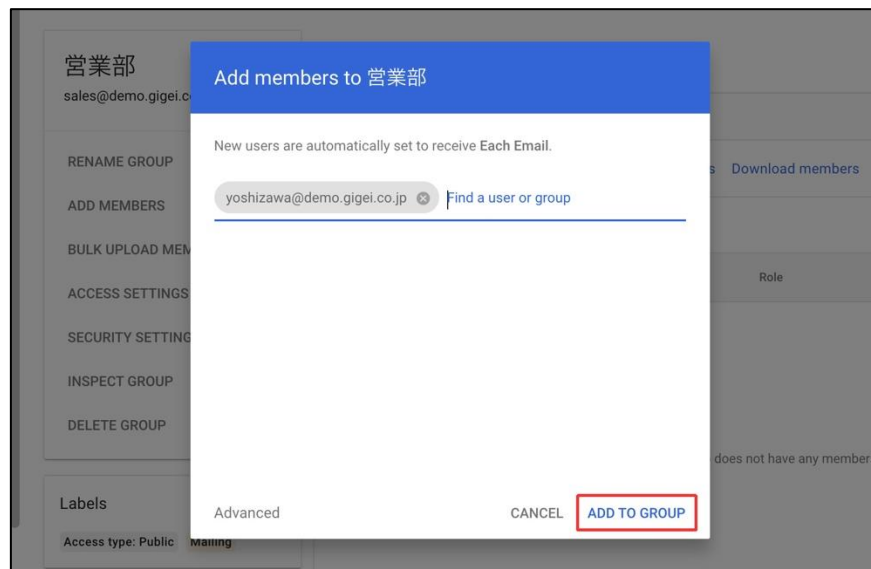 営業部
sales@demo.gigei.c
RENAME GROUP
ADD MEMBERS
BULK UPLOAD MEM
ACCESS SETTINGS
SECURITY SETTING
INSPECT GROUP
DELETE GROUP
Labels
Access type: Public Mailing
Add members to 営業部
New users are automatically set to receive Each Email.
yoshizawa@demo.gigei.co.jp Find a user or group
Advanced CANCEL ADD TO GROUP
s Download members
Role
does not have any member